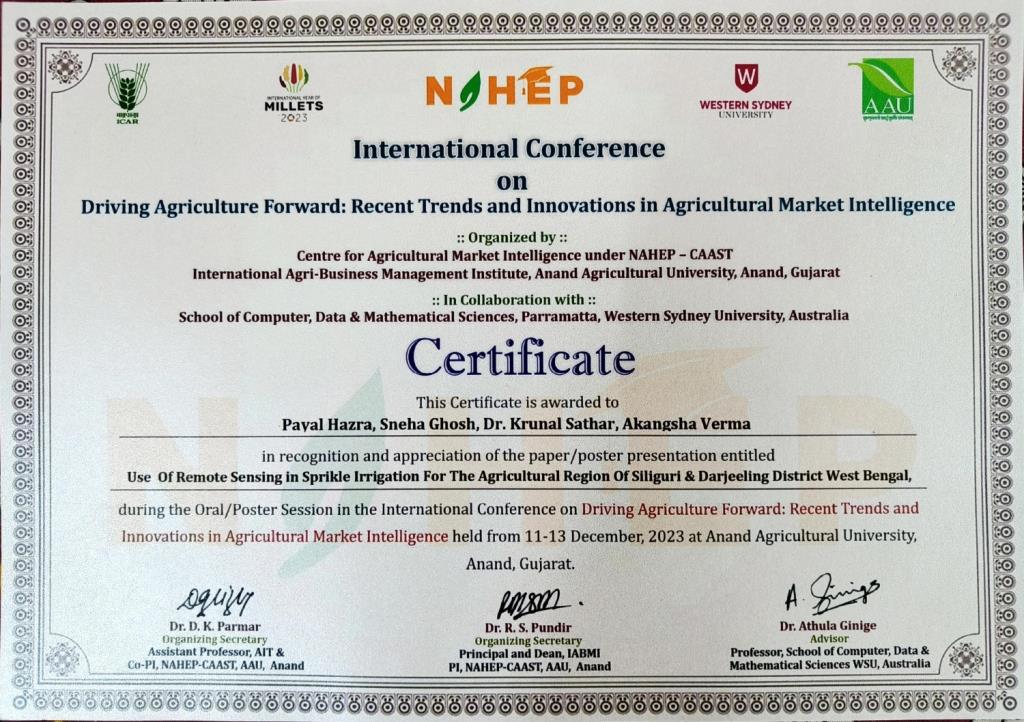 ICAR
INTERNATIONAL YEAR OF
MILLETS
2023
NAHEP
W
WESTERN SYDNEY
UNIVERSITY
AAU
International Conference
on
Driving Agriculture Forward: Recent Trends and Innovations in Agricultural Market Intelligence
:: Organized by ::
Centre for Agricultural Market Intelligence under NAHEP – CAAST
International Agri-Business Management Institute, Anand Agricultural University, Anand, Gujarat
:: In Collaboration with ::
School of Computer, Data & Mathematical Sciences, Parramatta, Western Sydney University, Australia
Certificate
This Certificate is awarded to
Payal Hazra, Sneha Ghosh, Dr. Krunal Sathar, Akangsha Verma
in recognition and appreciation of the paper/poster presentation entitled
Use Of Remote Sensing in Sprikle Irrigation For The Agricultural Region Of Siliguri & Darjeeling District West Bengal,
during the Oral/Poster Session in the International Conference on Driving Agriculture Forward: Recent Trends and
Innovations in Agricultural Market Intelligence held from 11-13 December, 2023 at Anand Agricultural University,
Anand, Gujarat.
Dr. D. K. Parmar
Organizing Secretary
Assistant Professor, AIT &
Co-PI, NAHEP-CAAST, AAU, Anand
Dr. R. S. Pundir
Organizing Secretary
Principal and Dean, IABMI
PI, NAHEP-CAAST, AAU, Anand
A. Ginige
Dr. Athula Ginige
Advisor
Professor, School of Computer, Data &
Mathematical Sciences WSU, Australia